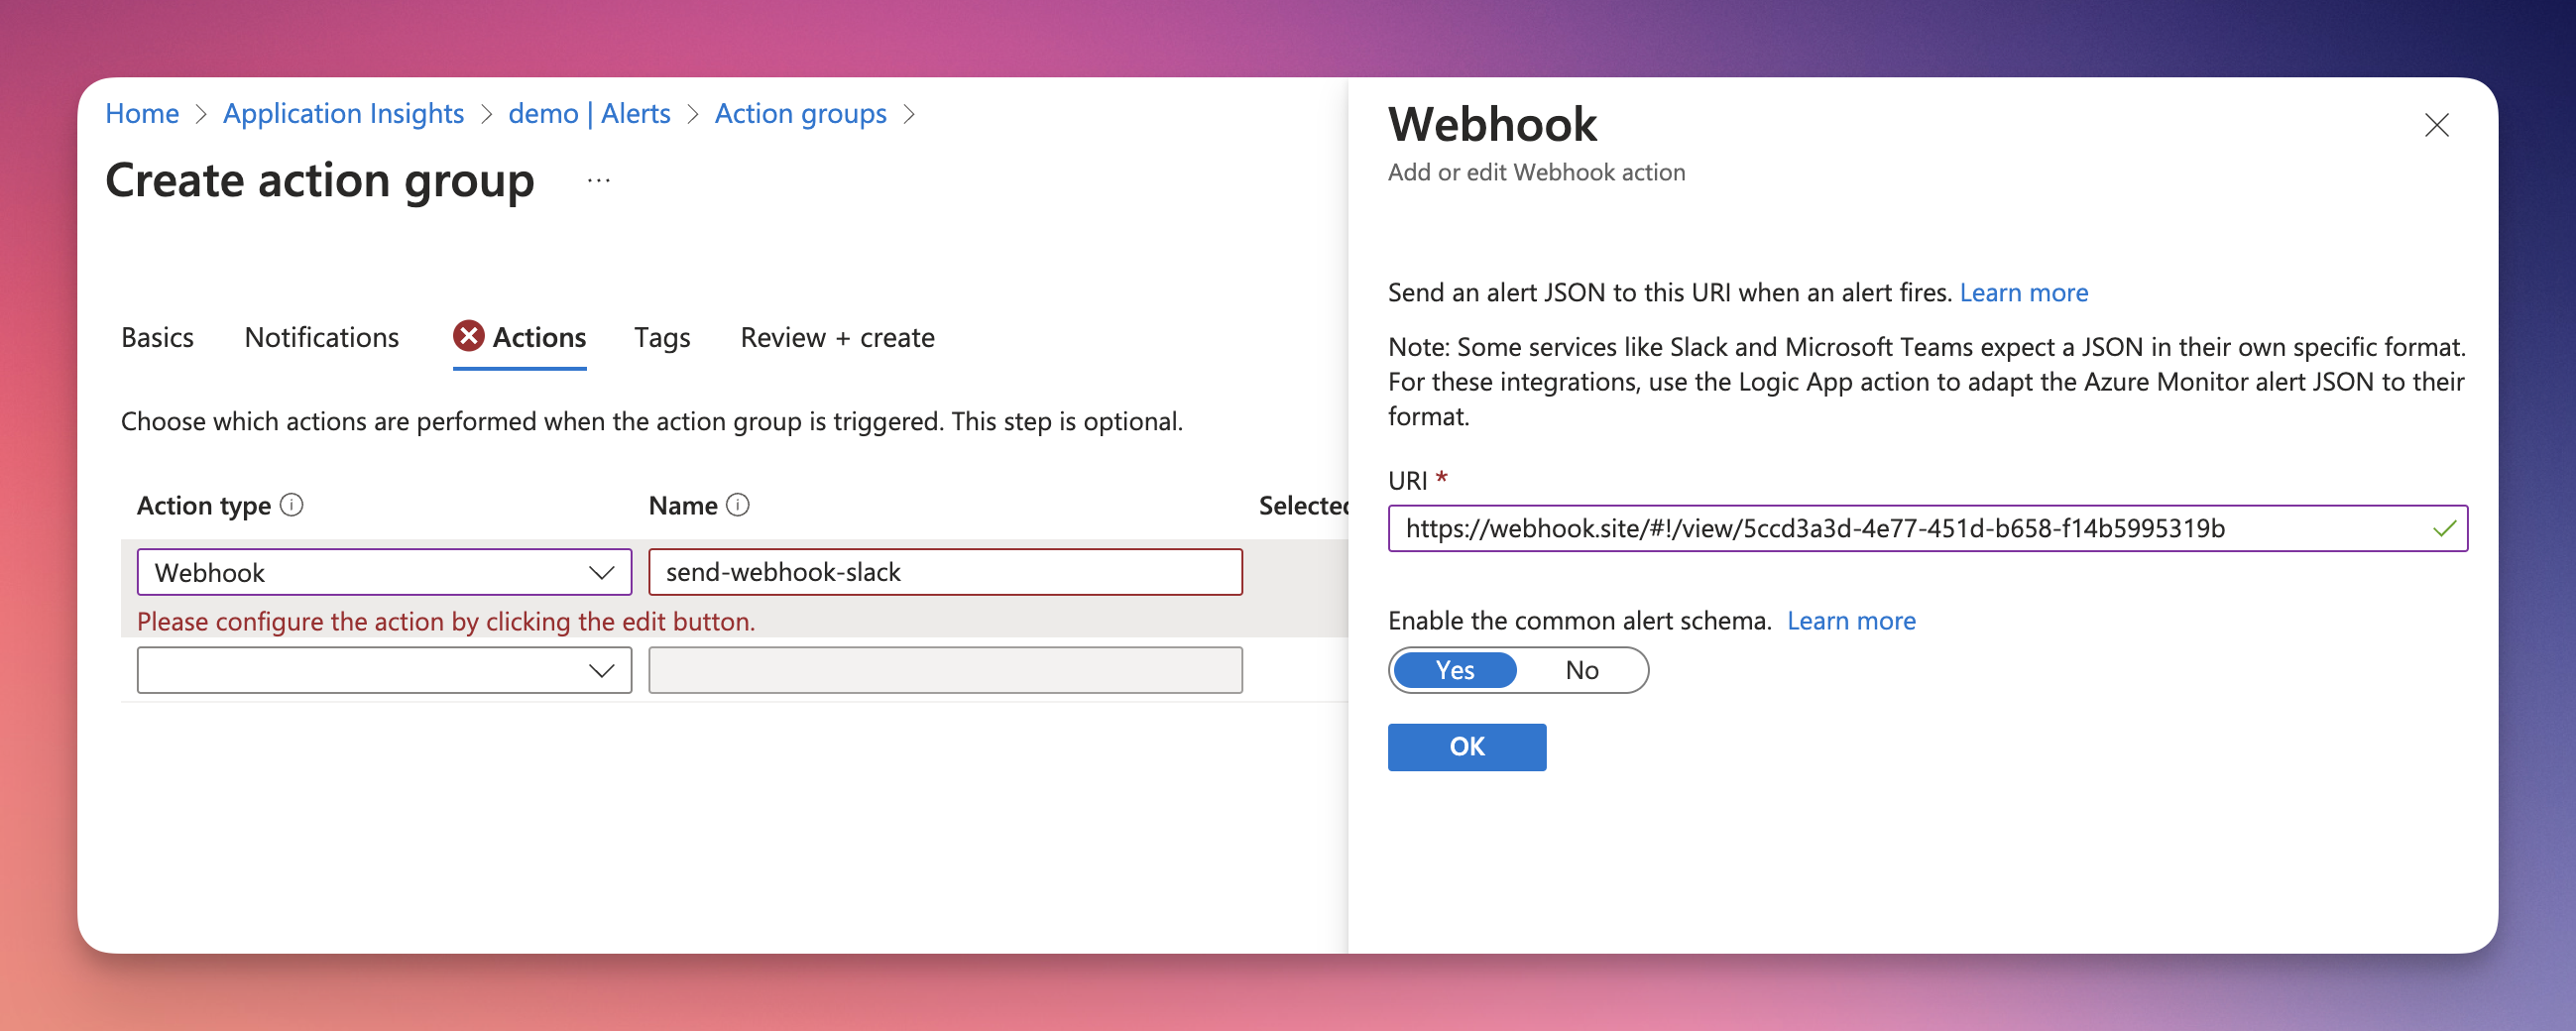 Home > Application Insights > demo | Alerts > Action groups >
Create action group ...
Basics Notifications Actions Tags Review + create
Choose which actions are performed when the action group is triggered. This step is optional.
Action type Name Selected
Webhook send-webhook-slack
Please configure the action by clicking the edit button.
Webhook
Add or edit Webhook action
Send an alert JSON to this URI when an alert fires. Learn more
Note: Some services like Slack and Microsoft Teams expect a JSON in their own specific format.
For these integrations, use the Logic App action to adapt the Azure Monitor alert JSON to their
format.
URI *
https://webhook.site/#!/view/5ccd3a3d-4e77-451d-b658-f14b5995319b
Enable the common alert schema. Learn more
Yes No
OK